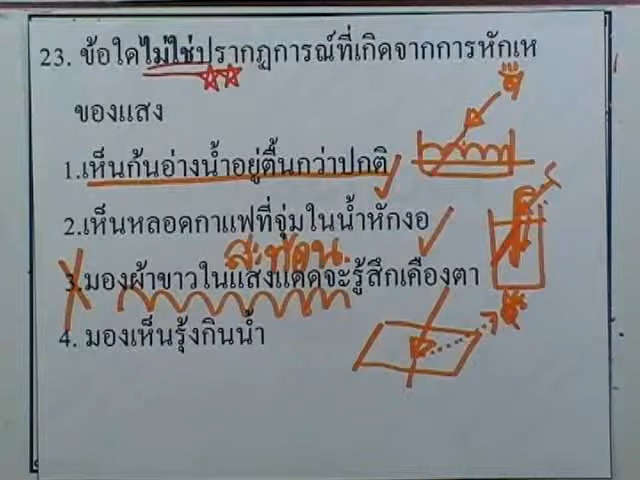 23. ข้อใดไม่ใช่ปรากฏการณ์ที่เกิดจากการหักเห
ของแสง
1.เห็นก้นอ่างน้ำอยู่ตื้นกว่าปกติ
2.เห็นหลอดกาแฟที่จุ่มในน้ำหักงอ
สะท้อน.
3.มองผ้าขาวในแสงแดดจะรู้สึกเคืองตา
4. มองเห็นรุ้งกินน้ำ